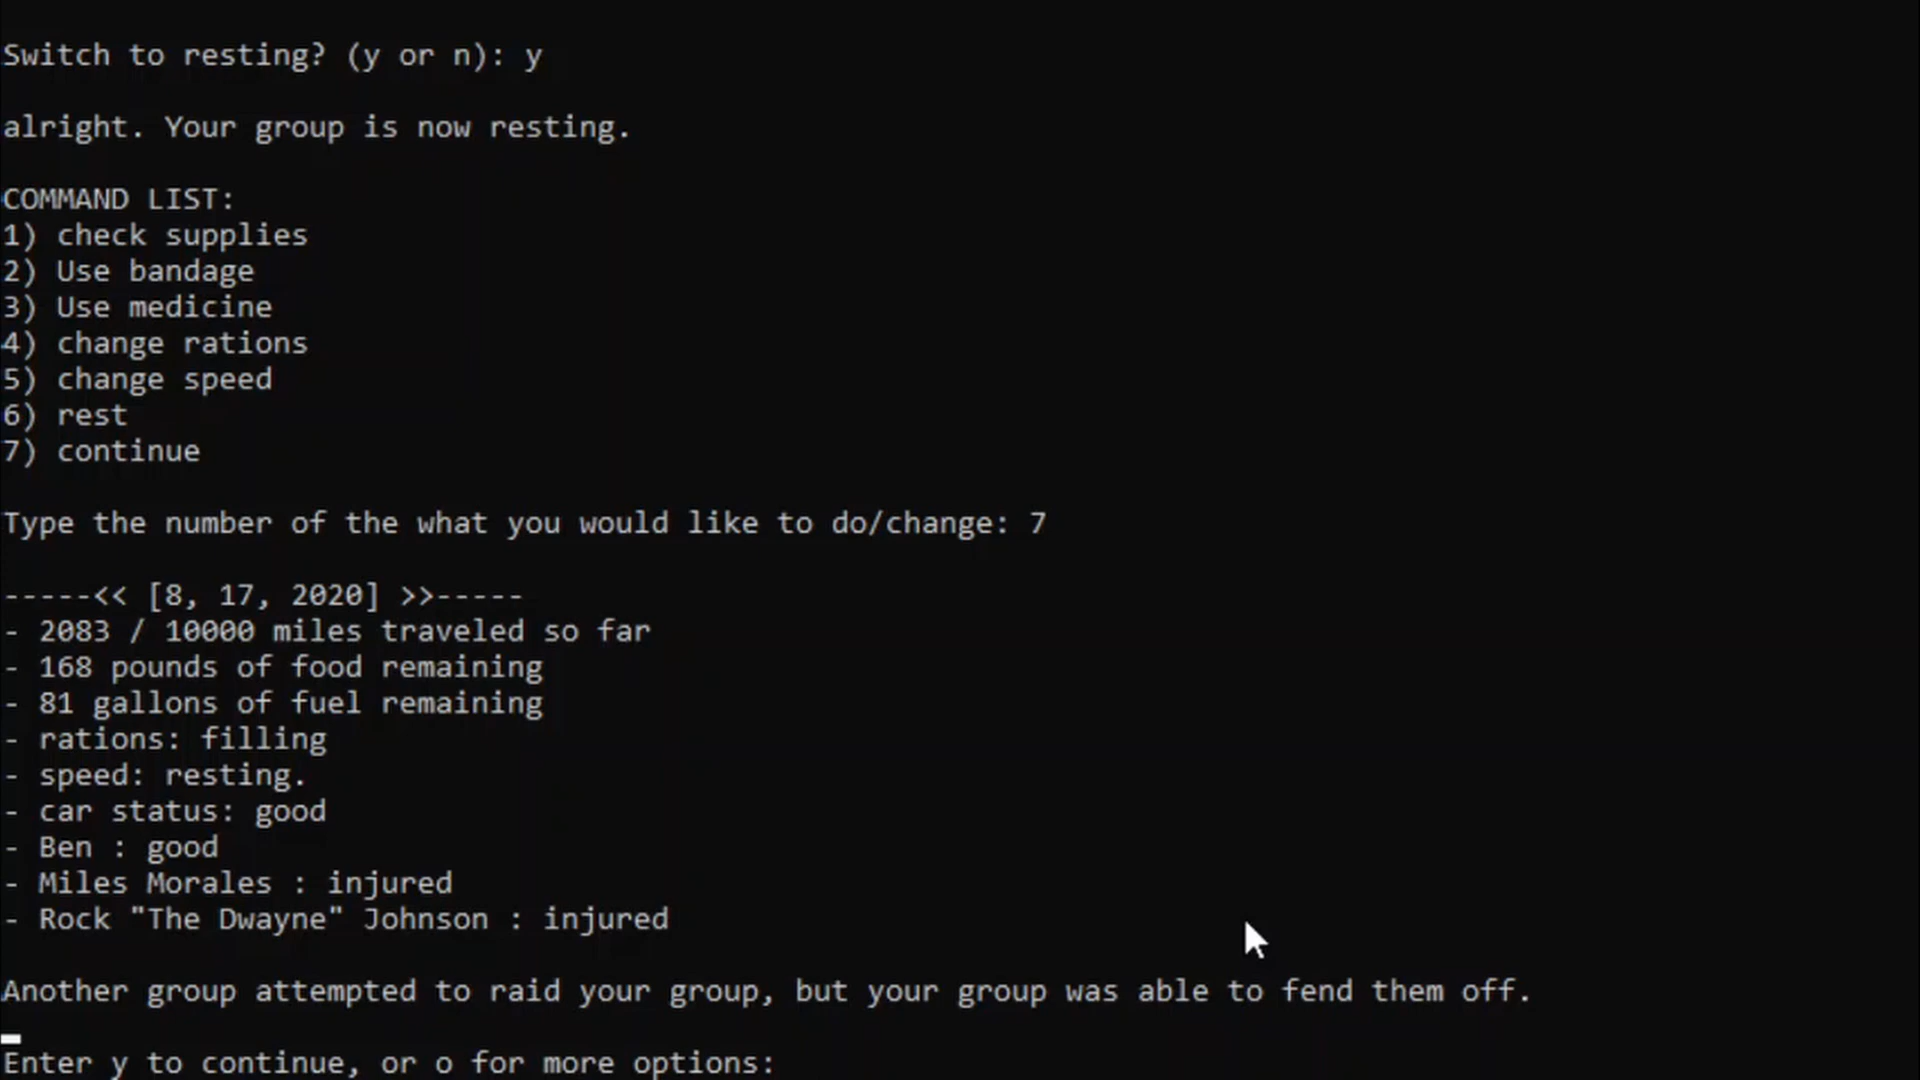 Switch to resting? (y or n): y
alright. Your group is now resting.
COMMAND LIST:
1) check supplies
2) Use bandage
3) Use medicine
4) change rations
5) change speed
6) rest
7) continue
Type the number of the what you would like to do/change: 7
-----<< [8, 17, 2020] >>-----
- 2083 / 10000 miles traveled so far
- 168 pounds of food remaining
- 81 gallons of fuel remaining
- rations: filling
- speed: resting.
- car status: good
- Ben : good
- Miles Morales : injured
- Rock "The Dwayne" Johnson : injured
Another group attempted to raid your group, but your group was able to fend them off.
Enter y to continue, or o for more options: